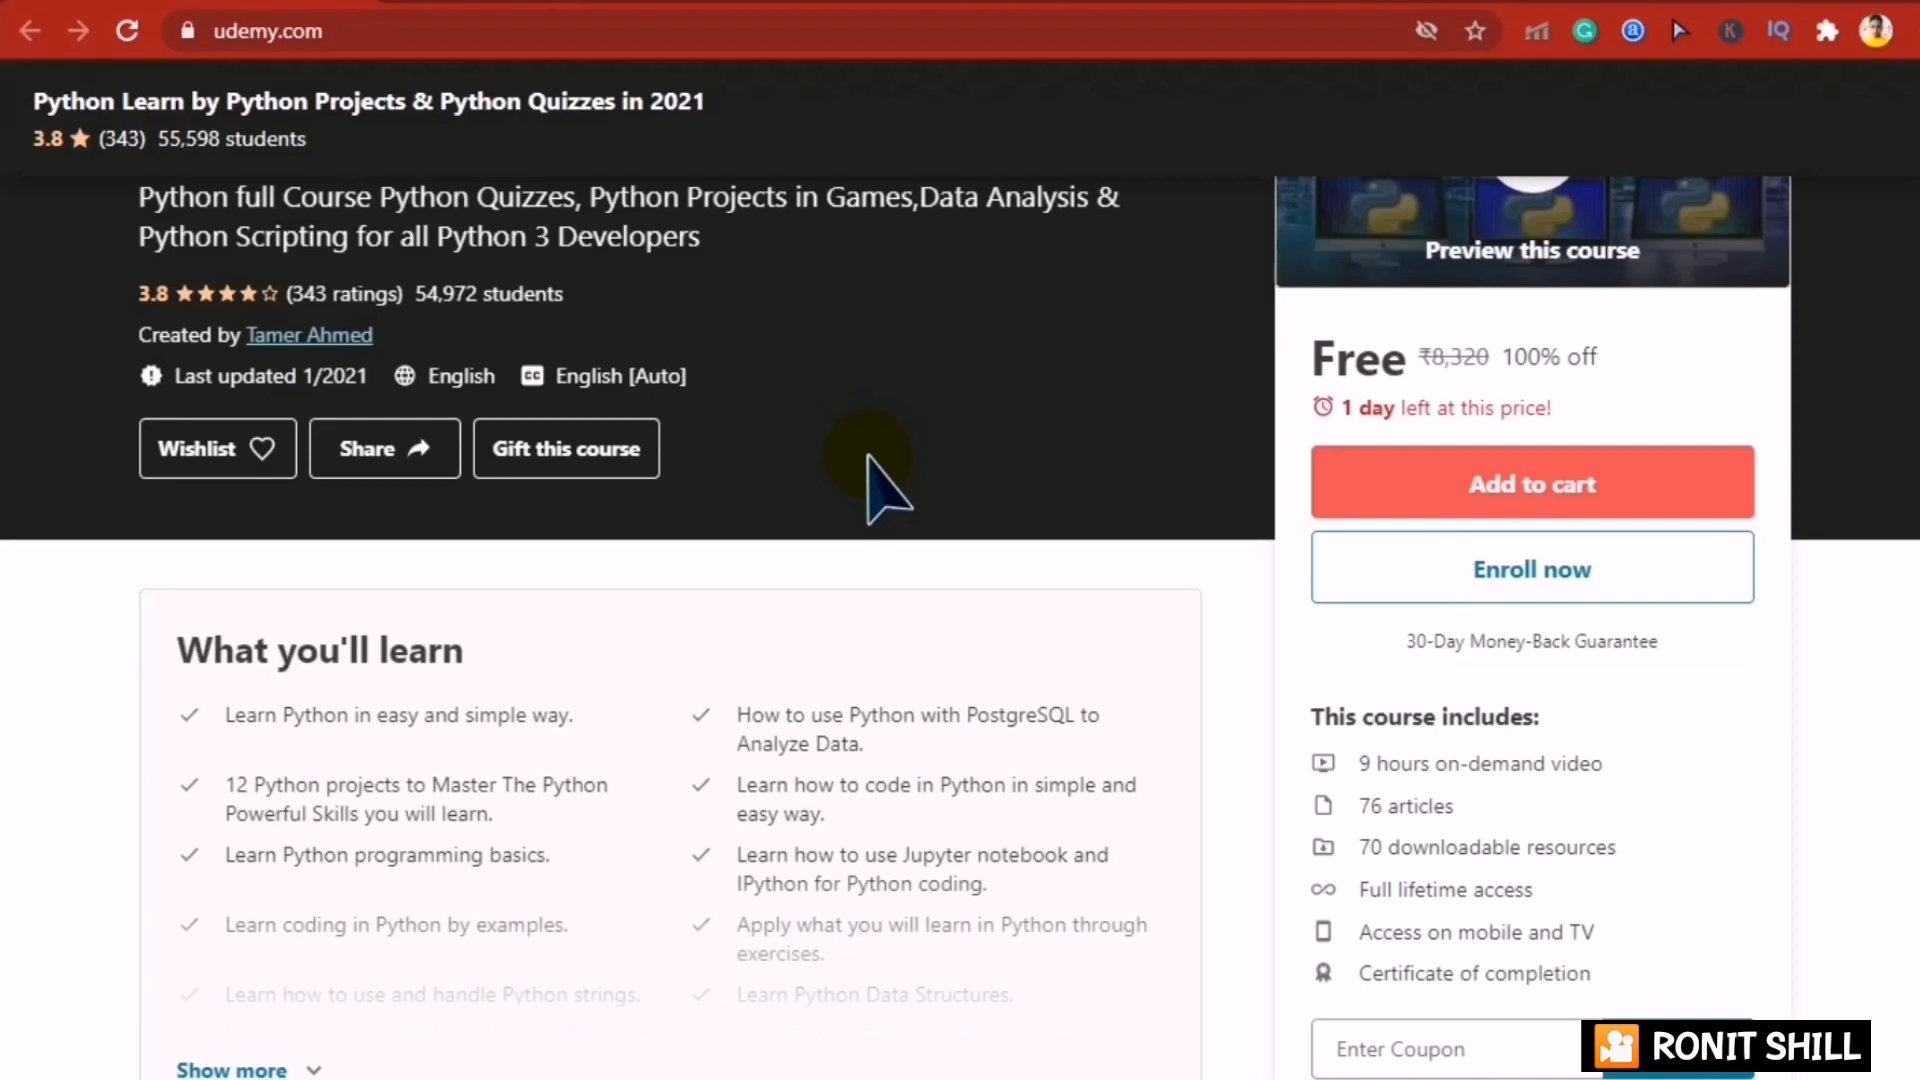 udemy.com
Python Learn by Python Projects & Python Quizzes in 2021
3.8 ★ (343) 55,598 students
Python full Course Python Quizzes, Python Projects in Games,Data Analysis &
Python Scripting for all Python 3 Developers
3.8 ★★★★☆ (343 ratings) 54,972 students
Created by Tamer Ahmed
Last updated 1/2021 English CC English [Auto]
Wishlist Share Gift this course
Preview this course
Free ₹8,320 100% off
1 day left at this price!
Add to cart
Enroll now
30-Day Money-Back Guarantee
This course includes:
9 hours on-demand video
76 articles
70 downloadable resources
Full lifetime access
Access on mobile and TV
Certificate of completion
Enter Coupon
What you'll learn
Learn Python in easy and simple way.
12 Python projects to Master The Python
Powerful Skills you will learn.
Learn Python programming basics.
Learn coding in Python by examples.
Learn how to use and handle Python strings.
How to use Python with PostgreSQL to
Analyze Data.
Learn how to code in Python in simple and
easy way.
Learn how to use Jupyter notebook and
IPython for Python coding.
Apply what you will learn in Python through
exercises.
Learn Python Data Structures.
Show more
RONIT SHILL
G
a
K
IQ